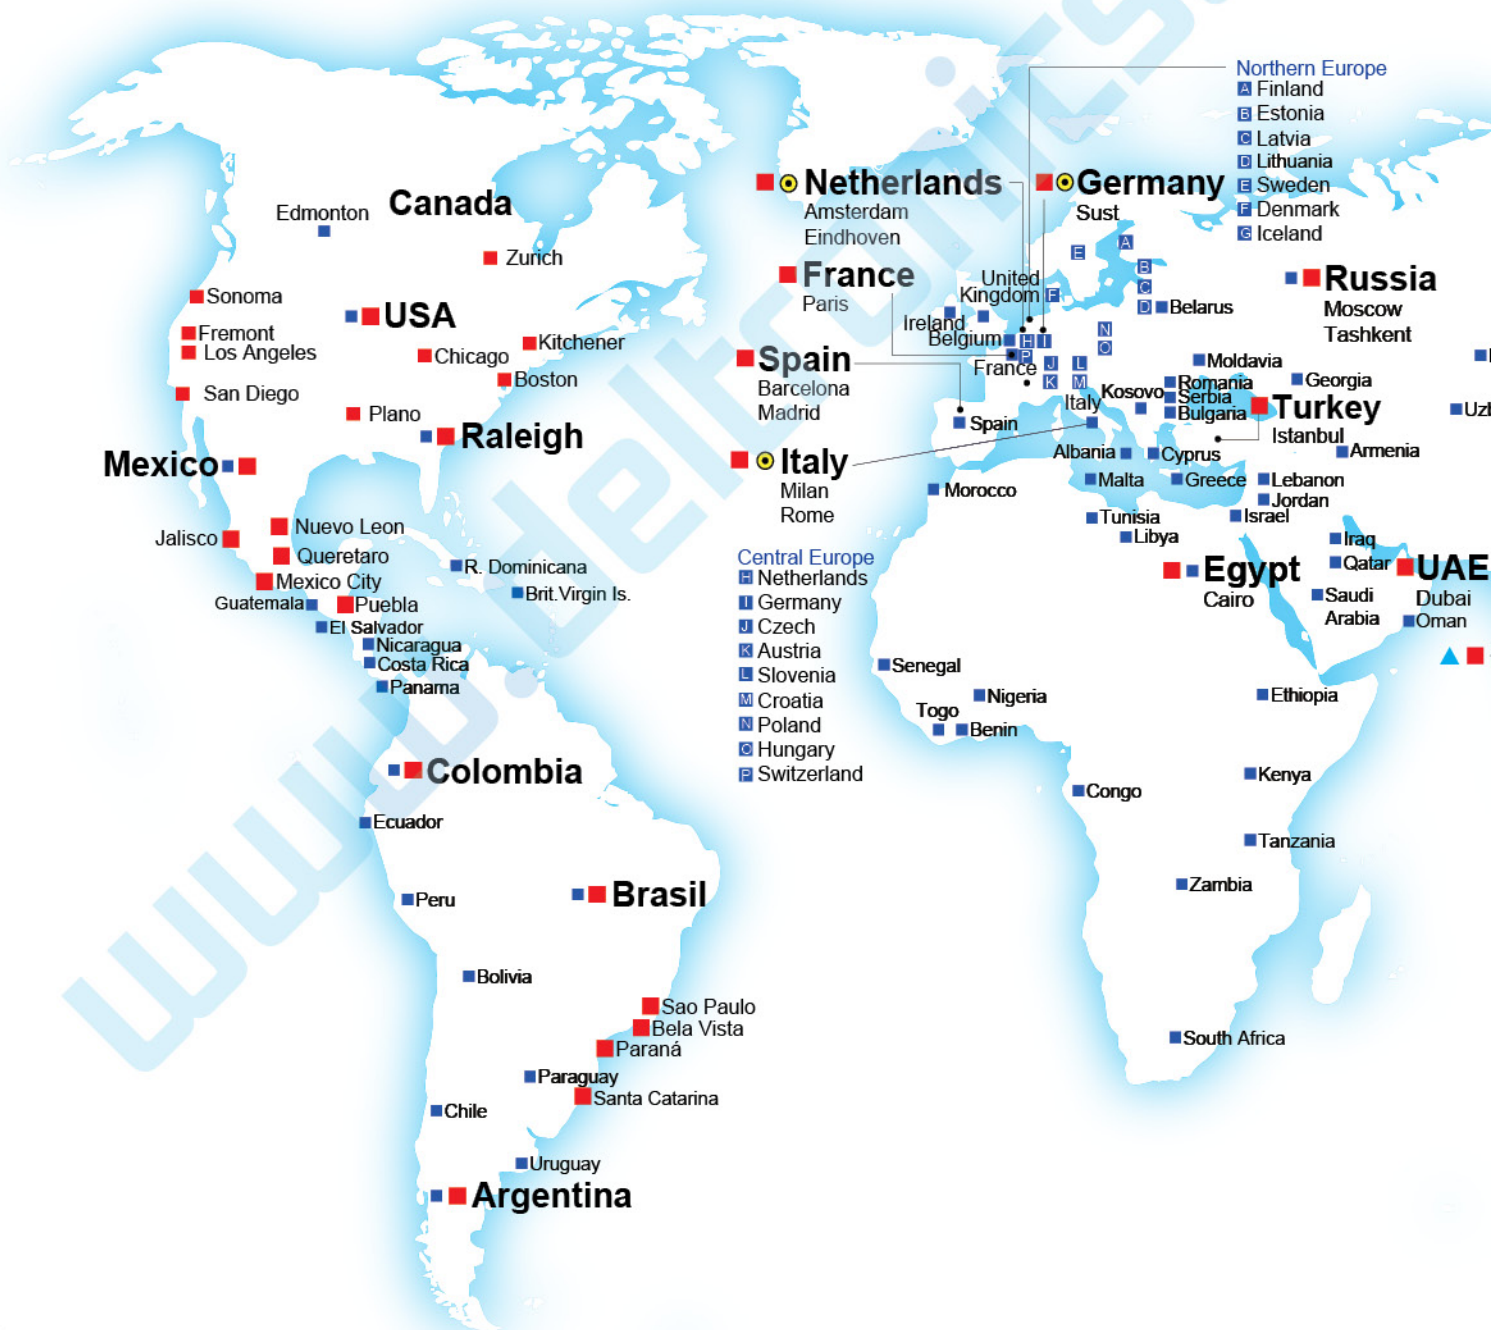 www.deltronics.
Northern Europe
A Finland
B Estonia
C Latvia
D Lithuania
E Sweden
F Denmark
G Iceland
Canada
Edmonton
Zurich
Sonoma
USA
Fremont
Los Angeles
Chicago
Kitchener
Boston
San Diego
Plano
Raleigh
Mexico
Nuevo Leon
Jalisco
Queretaro
Mexico City
Guatemala
Puebla
El Salvador
Nicaragua
Costa Rica
Panama
R. Dominicana
Brit.Virgin Is.
Colombia
Ecuador
Peru
Brasil
Bolivia
Sao Paulo
Bela Vista
Paraná
Paraguay
Santa Catarina
Chile
Uruguay
Argentina
Netherlands
Amsterdam
Eindhoven
France
Paris
Spain
Barcelona
Madrid
Italy
Milan
Rome
Germany
Sust
Central Europe
H Netherlands
I Germany
J Czech
K Austria
L Slovenia
M Croatia
N Poland
O Hungary
P Switzerland
A
E
B
C
D
F
N
O
H
I
P
J
L
K
M
United
Kingdom
Ireland
Belgium
France
Belarus
Moldavia
Romania
Serbia
Bulgaria
Kosovo
Italy
Spain
Albania
Cyprus
Malta
Greece
Morocco
Tunisia
Libya
Russia
Moscow
Tashkent
Georgia
Turkey
Istanbul
Armenia
Uzb
Lebanon
Jordan
Israel
Iraq
Qatar
Egypt
Cairo
UAE
Dubai
Saudi
Arabia
Oman
Senegal
Nigeria
Togo
Benin
Ethiopia
Kenya
Congo
Tanzania
Zambia
South Africa